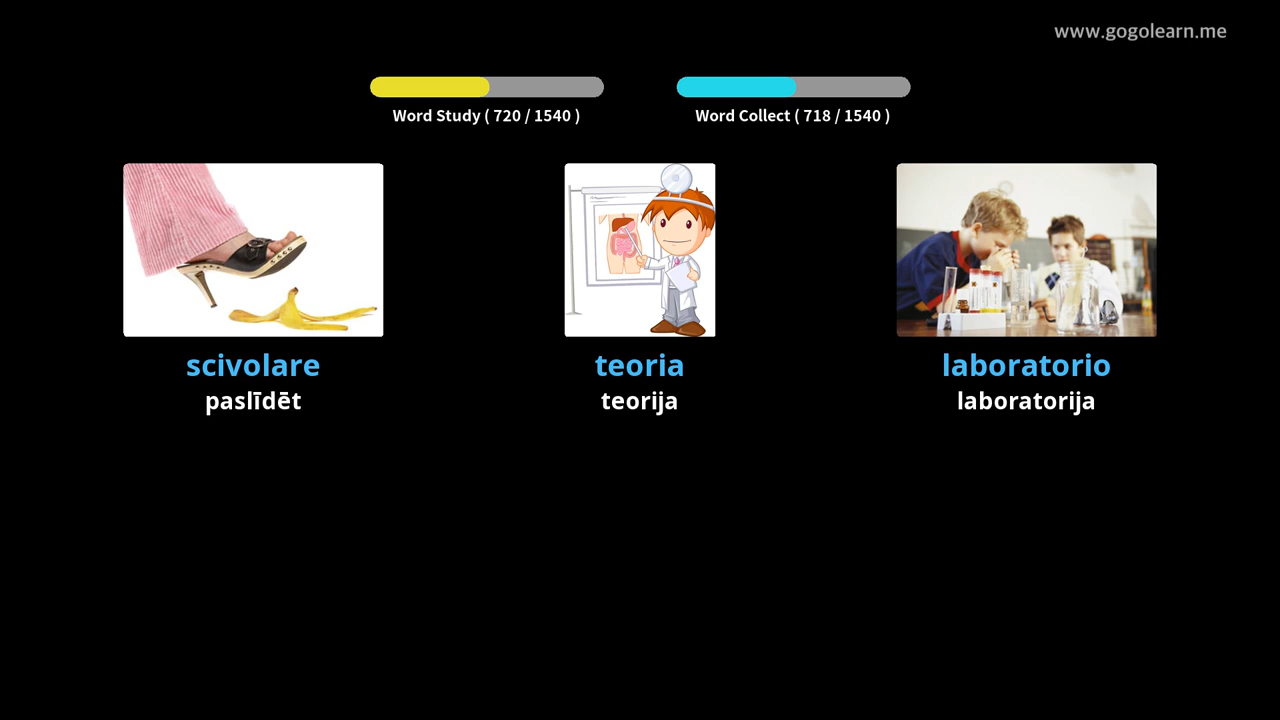 www.gogolearn.me
Word Study ( 720 / 1540 )
Word Collect ( 718 / 1540 )
scivolare
paslīdēt
teoria
teorija
laboratorio
laboratorija